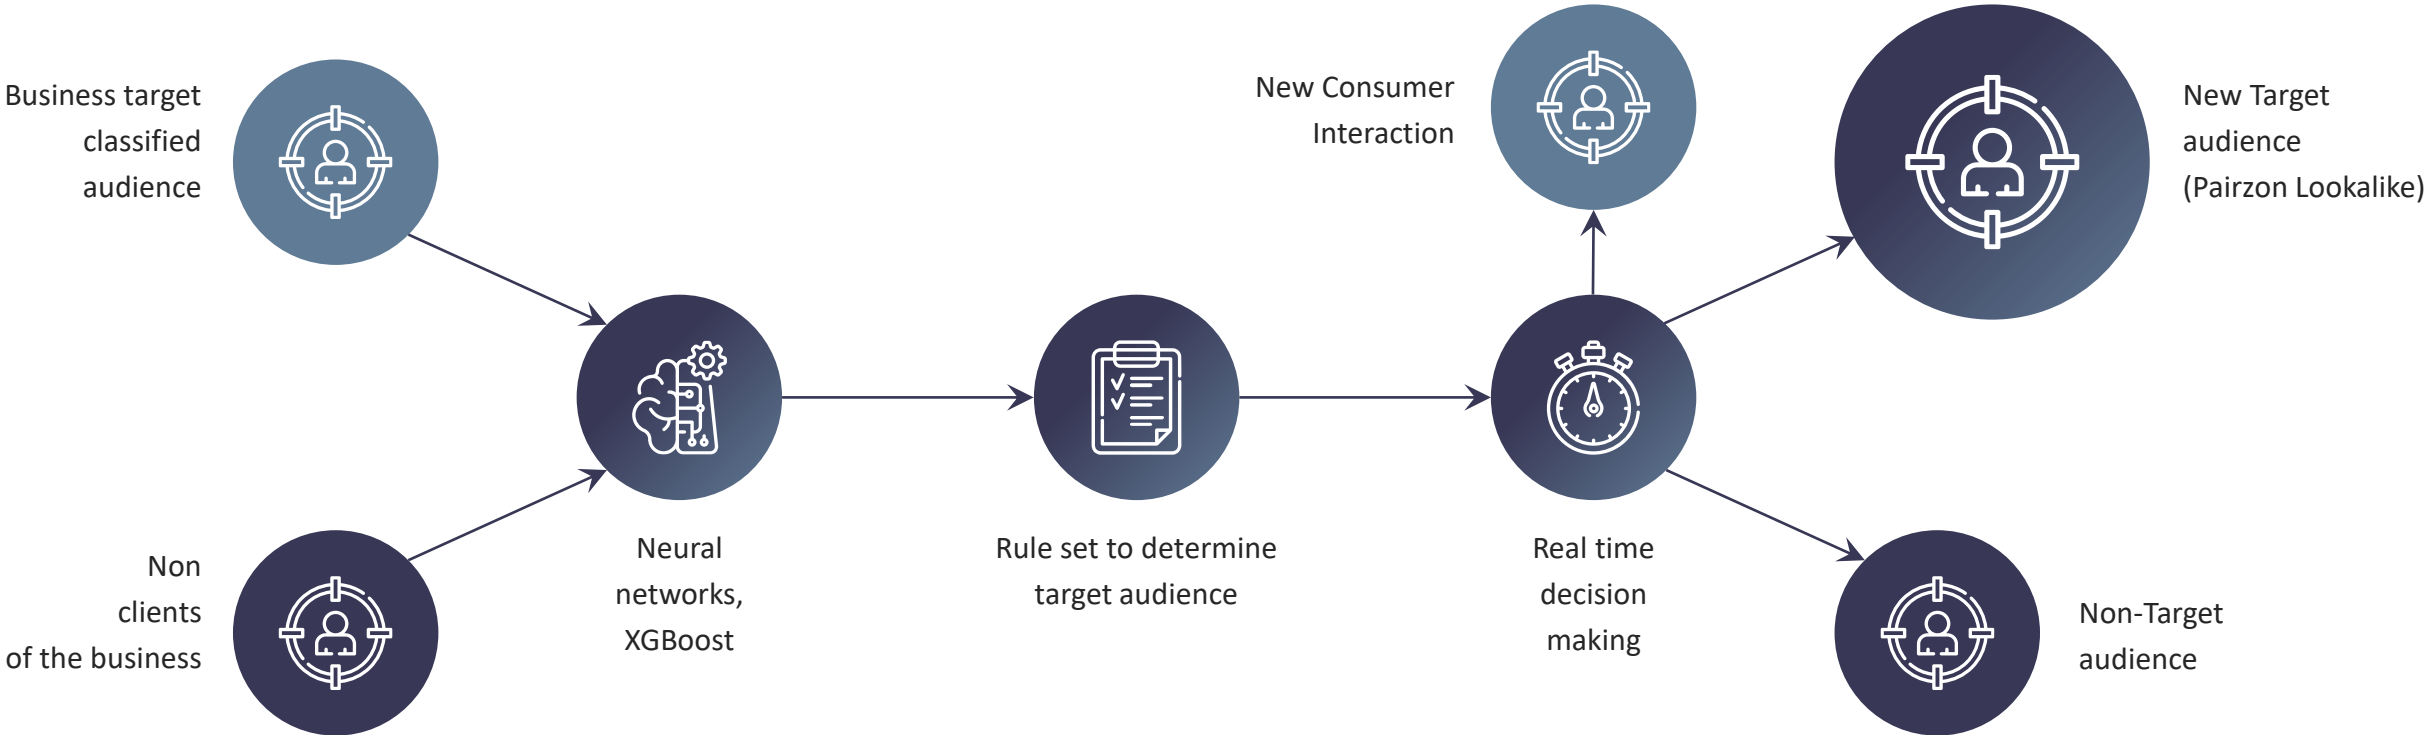 Business target
classified
audience
Non
clients
of the business
Neural
networks,
XGBoost
Rule set to determine
target audience
New Consumer
Interaction
Real time
decision
making
New Target
audience
(Pairzon Lookalike)
Non-Target
audience